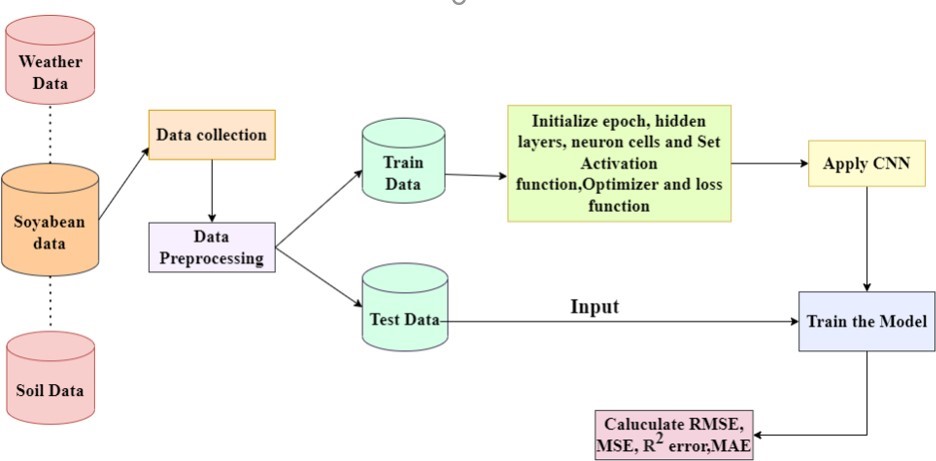 Weather
Data
Soyabean
data
Soil Data
Data collection
Data
Preprocessing
Train
Data
Test Data
Initialize epoch, hidden
layers, neuron cells and Set
Activation
function,Optimizer and loss
function
Apply CNN
Input
Train the Model
Caluculate RMSE,
MSE, R² error,MAE